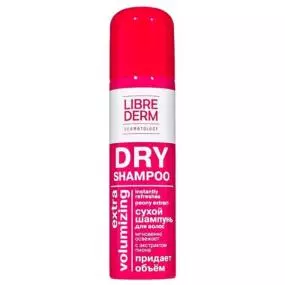 LIBRE
DERM
DERMATOLOGY
DRY
SHAMPOO
extra
volumizing
instantly
refreshes
peony extract
сухой
шампунь
для волос
мгновенно
освежает
с экстрактом
пиона
придает
объём